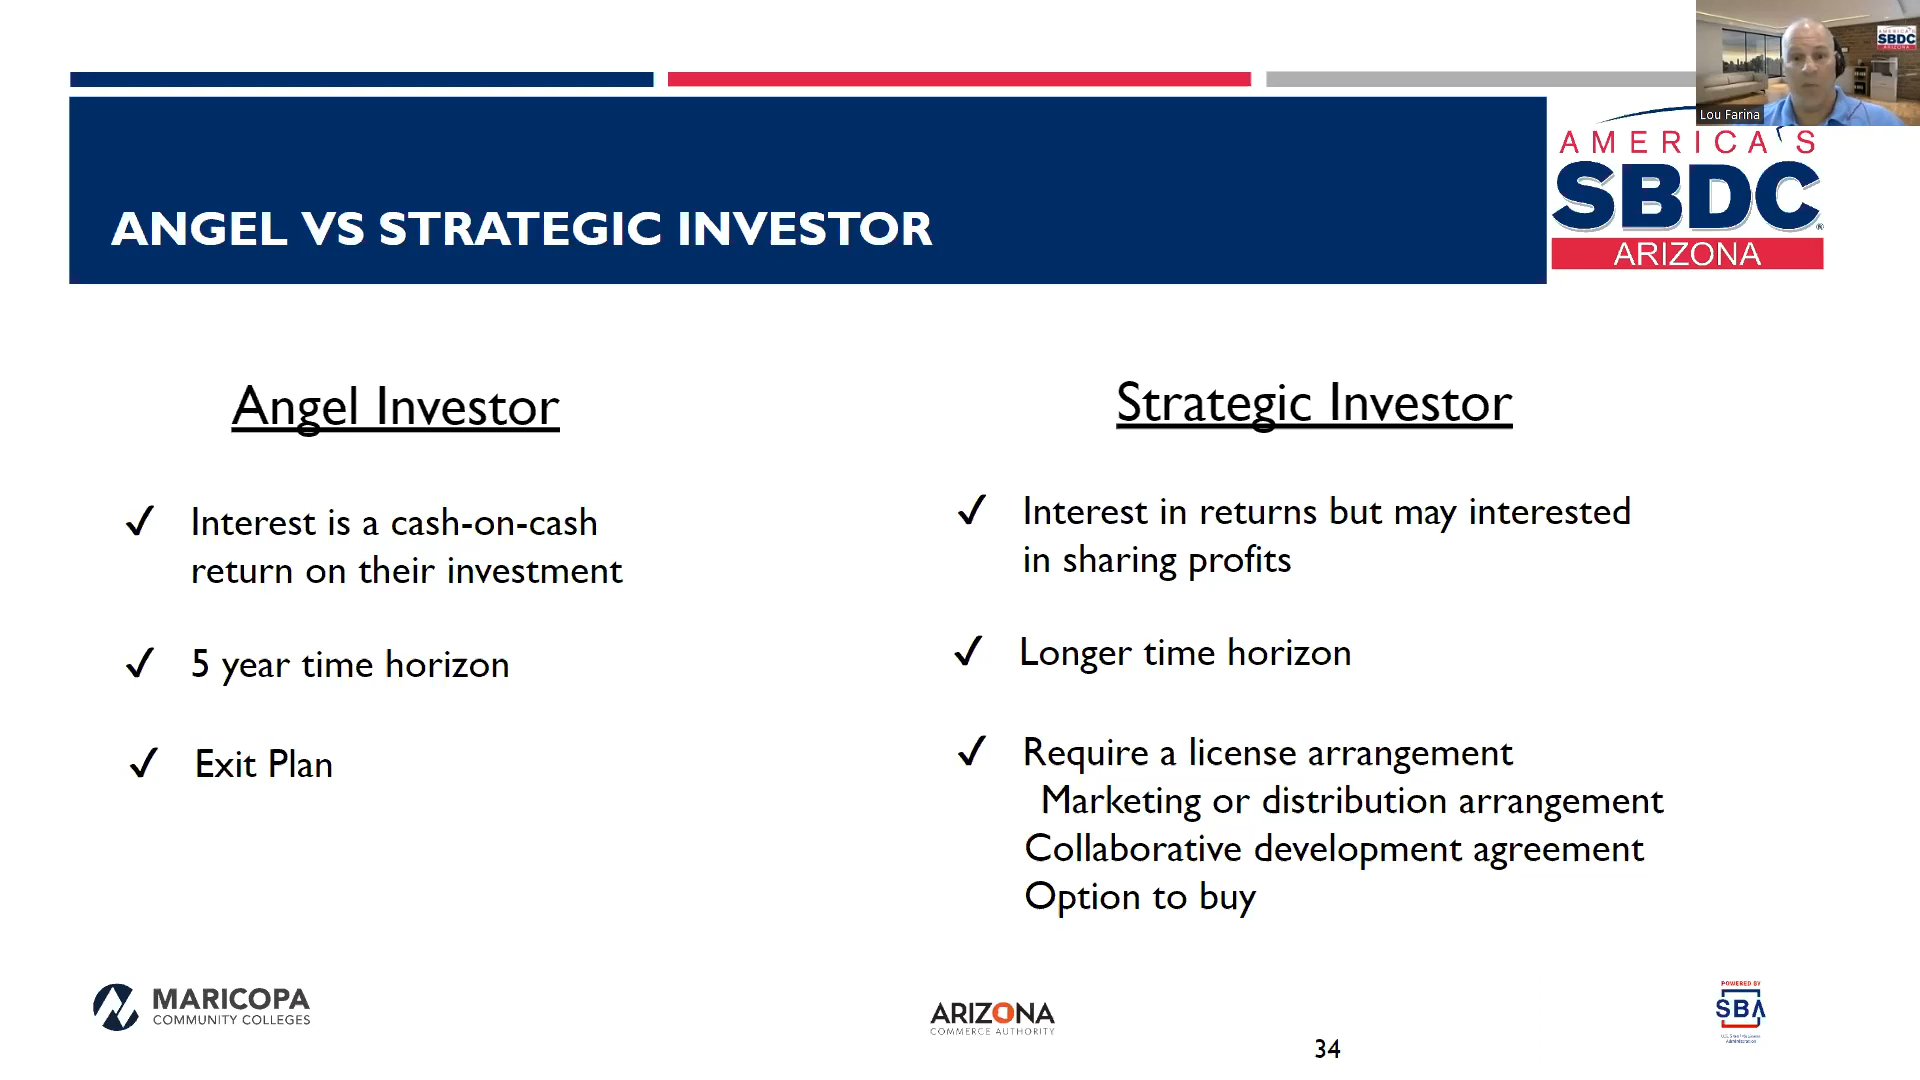 SBDC
Lou Farina
AMERICA'S
SBDC
ARIZONA
ANGEL VS STRATEGIC INVESTOR
Angel Investor
✓ Interest is a cash-on-cash
return on their investment
✓ 5 year time horizon
✓ Exit Plan
Strategic Investor
✓ Interest in returns but may interested
in sharing profits
✓ Longer time horizon
✓ Require a license arrangement
Marketing or distribution arrangement
Collaborative development agreement
Option to buy
MARICOPA
COMMUNITY COLLEGES
ARIZONA
COMMERCE AUTHORITY
34
POWERED BY
SBA